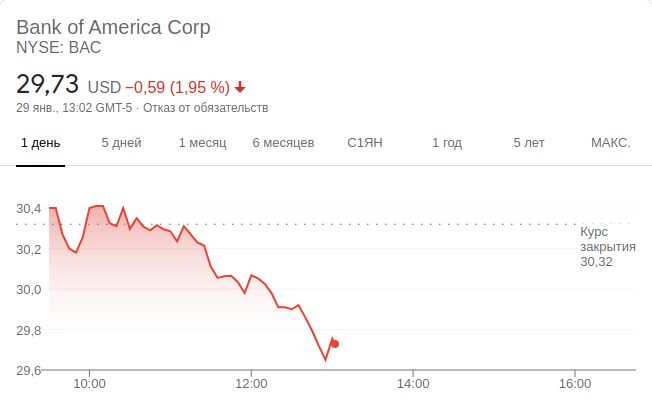 Bank of America Corp
NYSE: BAC
29,73 USD −0,59 (1,95 %)
29 янв., 13:02 GMT-5 · Отказ от обязательств
1 день 5 дней 1 месяц 6 месяцев С1ЯН 1 год 5 лет МАКС.
30,4
30,2
30,0
29,8
29,6
Курс
закрытия
30,32
10:00 12:00 14:00 16:00